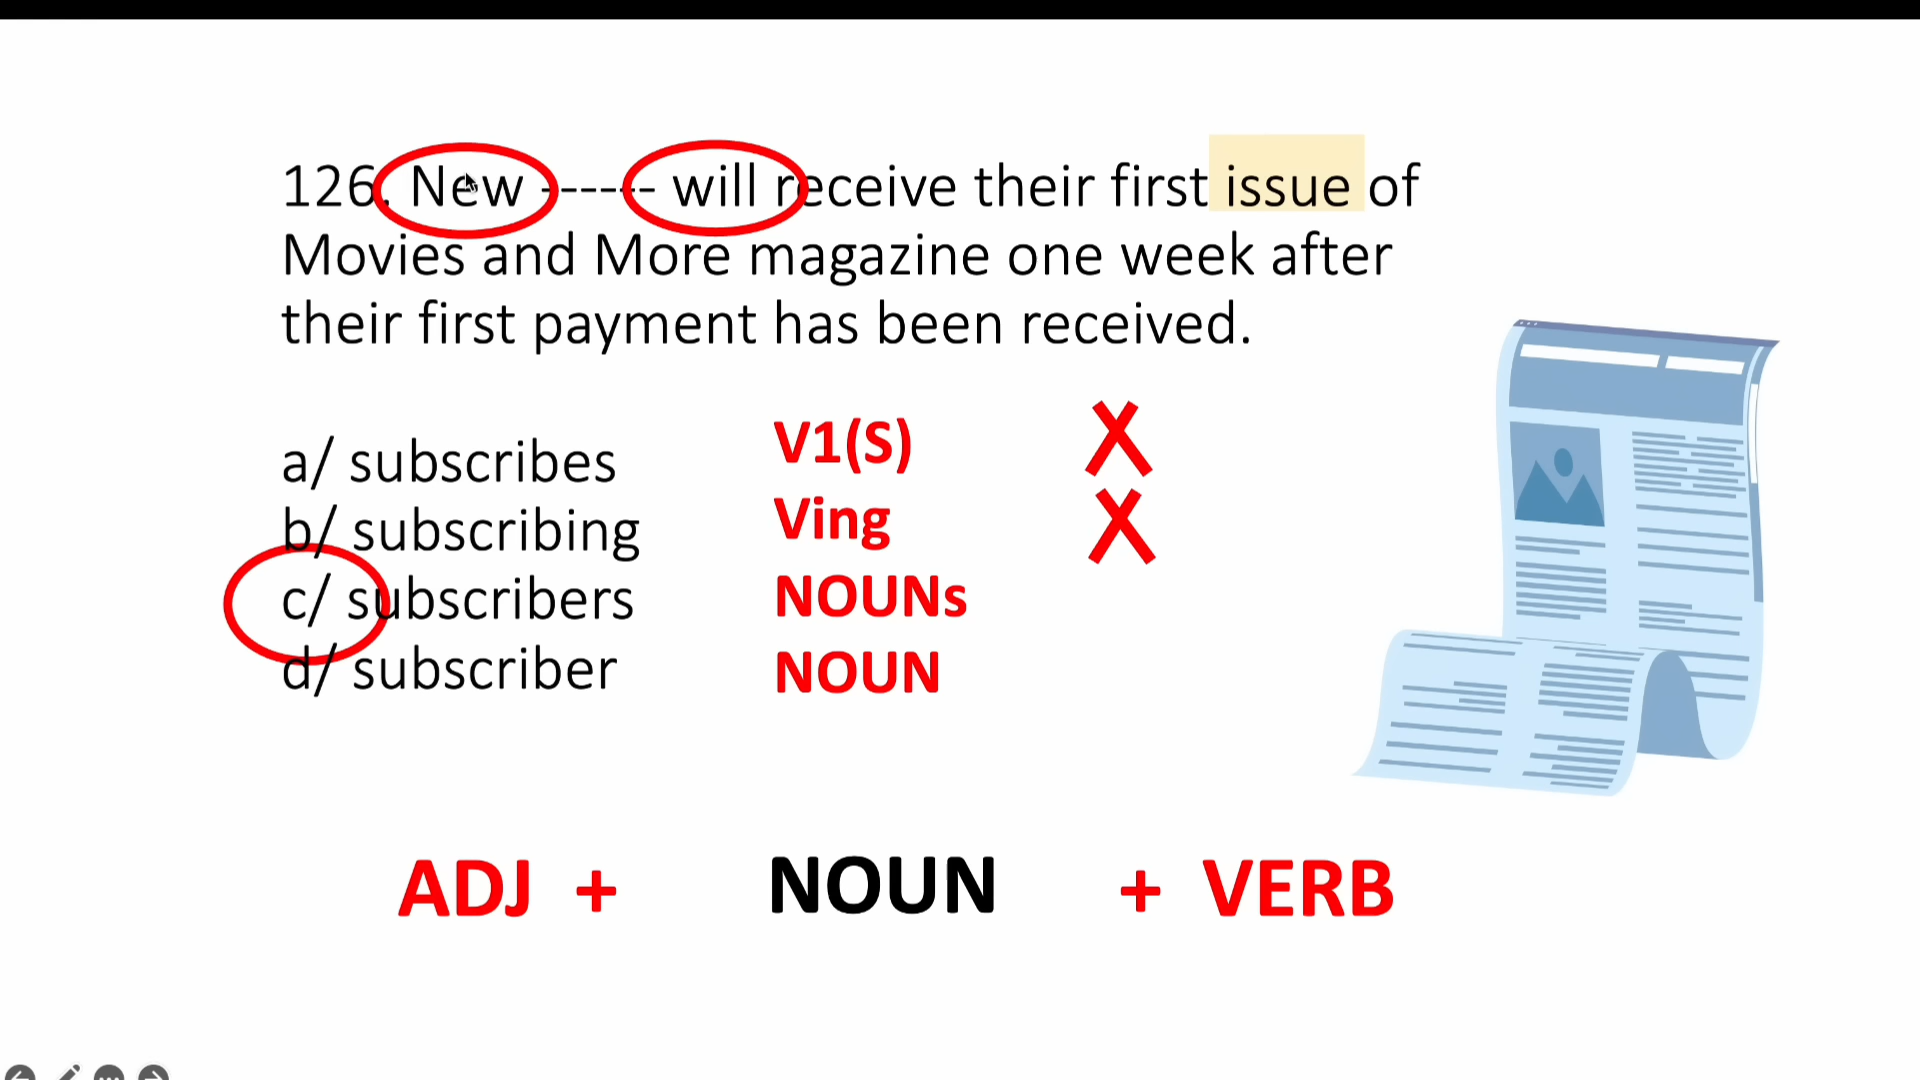 126. New ------ will receive their first issue of
Movies and More magazine one week after
their first payment has been received.
a/ subscribes V1(S) X
b/ subscribing Ving X
c/ subscribers NOUNs
d/ subscriber NOUN
ADJ + NOUN + VERB